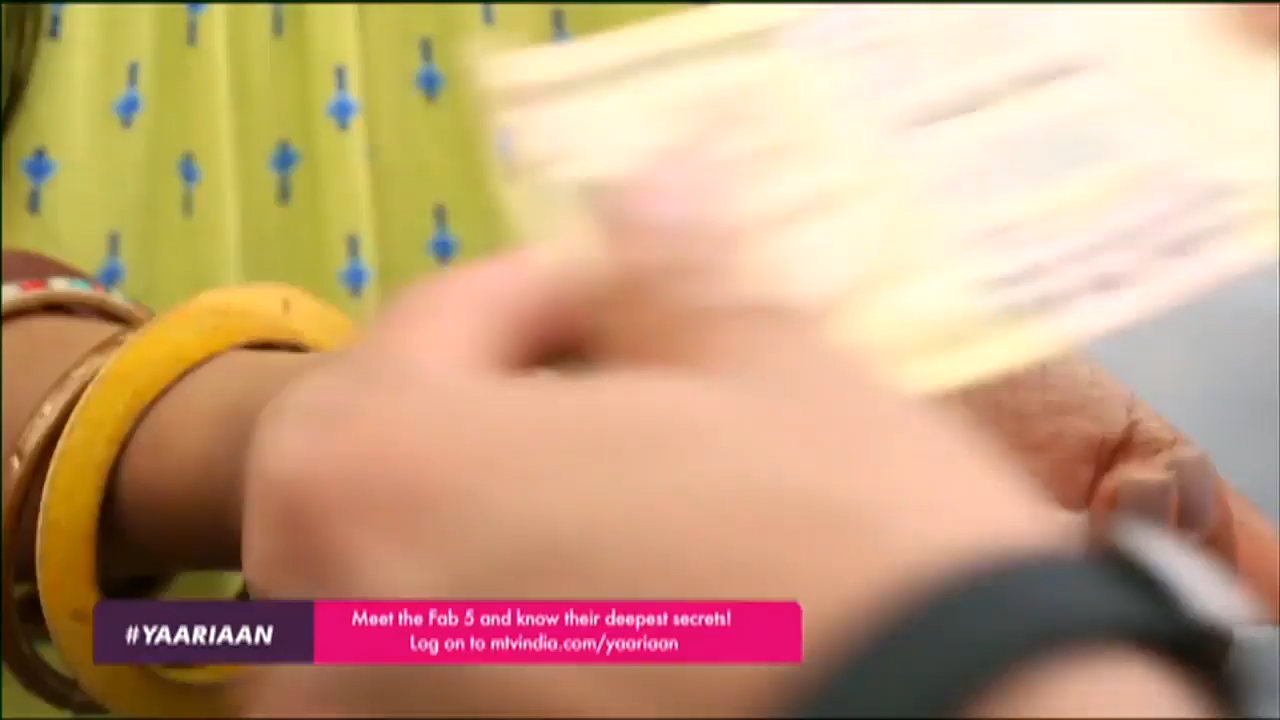 #YAARIAAN
Meet the Fab 5 and know their deepest secrets!
Log on to mtvindia.com/yaariaan